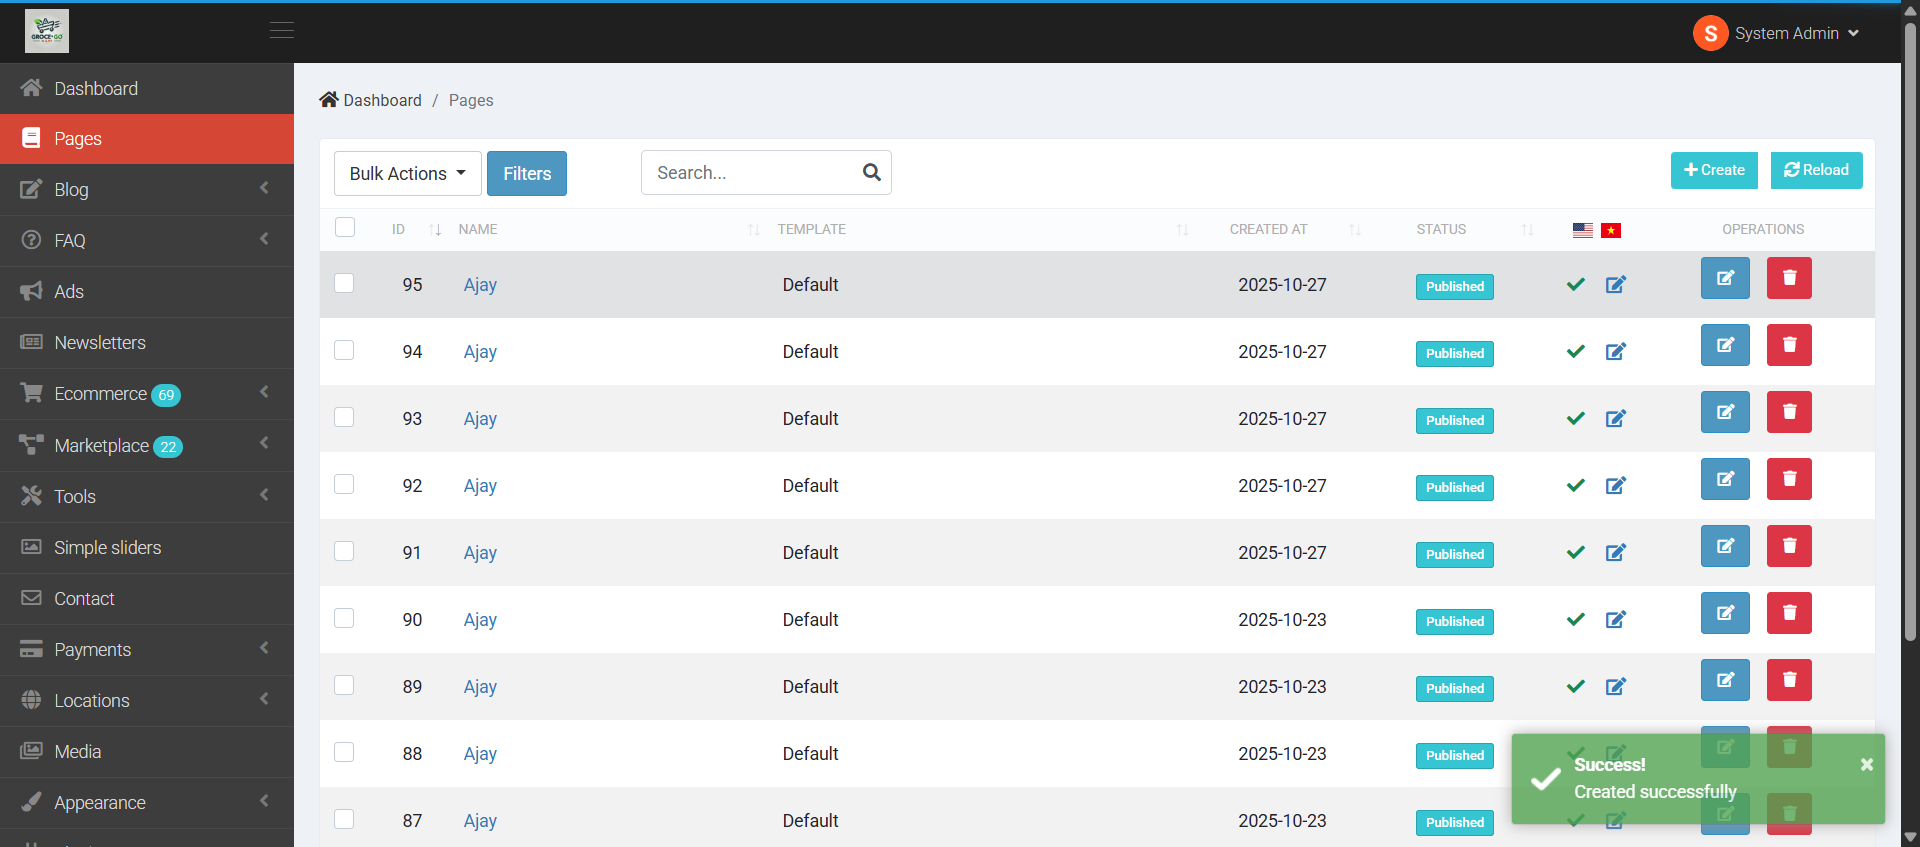 GROCE-GO
System Admin
S
Dashboard
Pages
Blog
FAQ
Ads
Newsletters
Ecommerce 69
Marketplace 22
Tools
Simple sliders
Contact
Payments
Locations
Media
Appearance
Dashboard / Pages
Bulk Actions Filters Search... Create Reload
ID NAME TEMPLATE CREATED AT STATUS OPERATIONS
95 Ajay Default 2025-10-27 Published
94 Ajay Default 2025-10-27 Published
93 Ajay Default 2025-10-27 Published
92 Ajay Default 2025-10-27 Published
91 Ajay Default 2025-10-27 Published
90 Ajay Default 2025-10-23 Published
89 Ajay Default 2025-10-23 Published
88 Ajay Default 2025-10-23 Published
87 Ajay Default 2025-10-23 Published
Success!
Created successfully